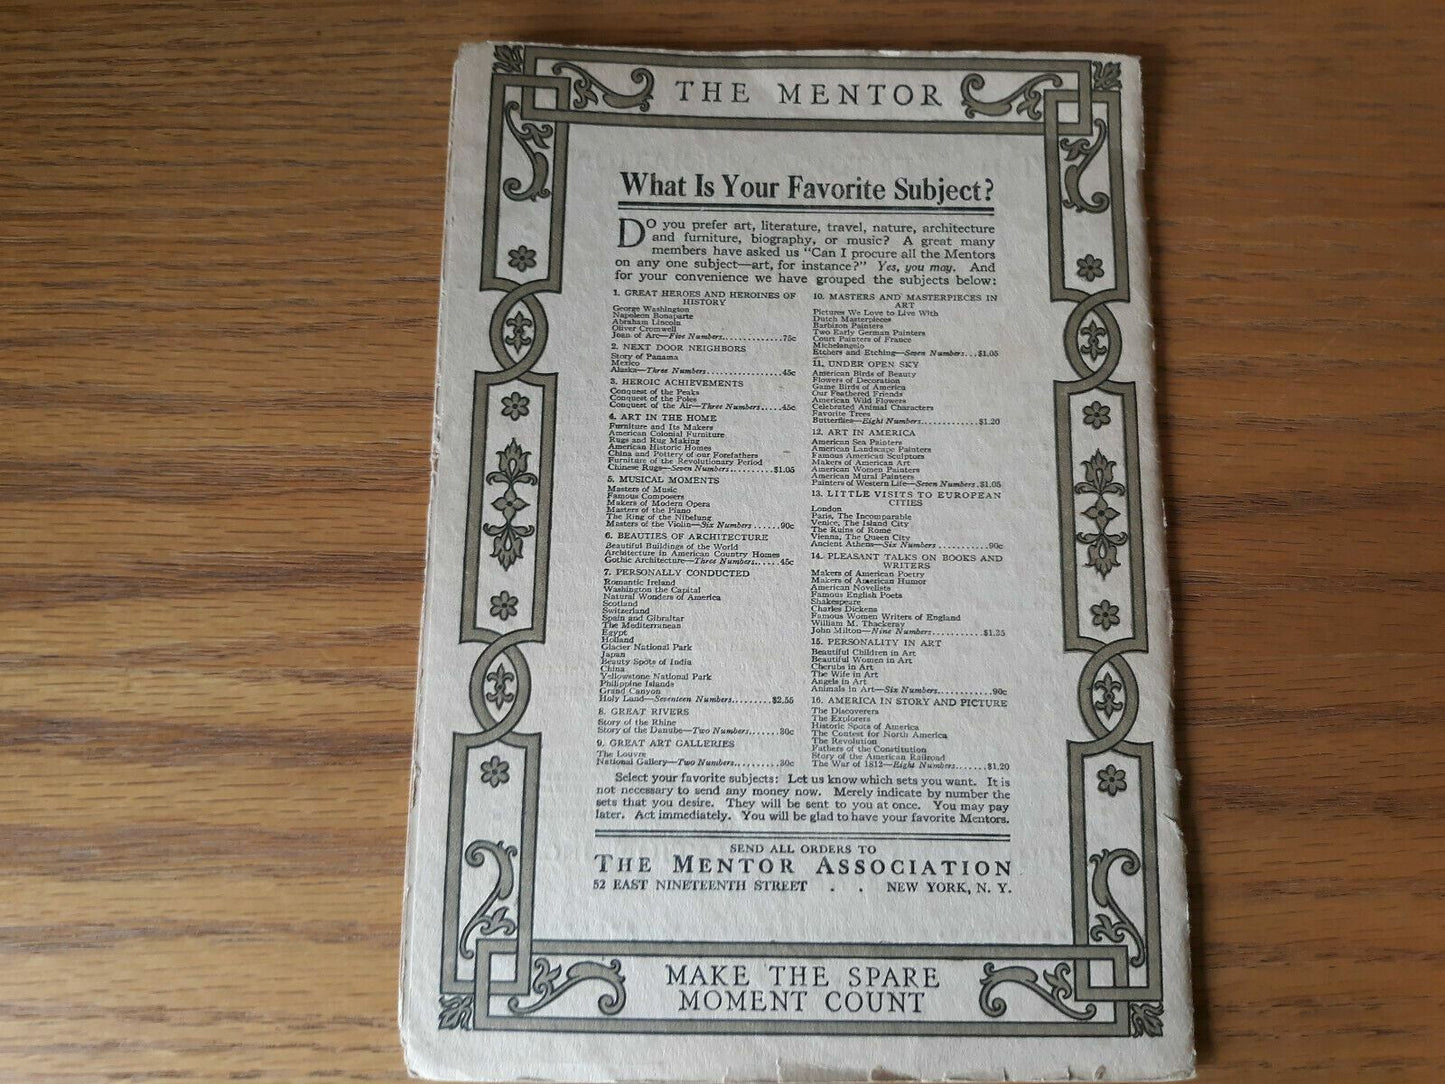 THE MENTOR
What Is Your Favorite Subject?
DO you prefer art, literature, travel, nature, architecture
and furniture, biography, or music? A great many
members have asked us "Can I procure all the Mentors
on any one subject—art, for instance?" Yes, you may. And
for your convenience we have grouped the subjects below:
1. GREAT HEROES AND HEROINES OF
HISTORY
George Washington
Napoleon Bonaparte
Abraham Lincoln
Oliver Cromwell
Joan of Arc—Five Numbers..............75c
2. NEXT DOOR NEIGHBORS
Story of Panama
Mexico
Alaska—Three Numbers.................45c
3. HEROIC ACHIEVEMENTS
Conquest of the Peaks
Conquest of the Poles
Conquest of the Air—Three Numbers.....45c
4. ART IN THE HOME
Furniture and Its Makers
American Colonial Furniture
Rugs and Rug Making
American Historic Homes
China and Pottery of our Forefathers
Furniture of the Revolutionary Period
Chinese Rugs—Seven Numbers..........$1.05
5. MUSICAL MOMENTS
Masters of Music
Famous Composers
Makers of Modern Opera
Masters of the Piano
The Ring of the Nibelung
Masters of the Violin—Six Numbers ......90c
6. BEAUTIES OF ARCHITECTURE
Beautiful Buildings of the World
Architecture in American Country Homes
Gothic Architecture—Three Numbers......45c
7. PERSONALLY CONDUCTED
Romantic Ireland
Washington the Capital
Natural Wonders of America
Scotland
Switzerland
Spain and Gibraltar
The Mediterranean
Egypt
Holland
Glacier National Park
Japan
Beauty Spots of India
China
Yellowstone National Park
Philippine Islands
Grand Canyon
Holy Land—Seventeen Numbers.........$2.55
8. GREAT RIVERS
Story of the Rhine
Story of the Danube—Two Numbers.......30c
9. GREAT ART GALLERIES
The Louvre
National Gallery—Two Numbers..........30c
10. MASTERS AND MASTERPIECES IN
ART
Pictures We Love to Live With
Dutch Masterpieces
Barbizon Painters
Two Early German Painters
Court Painters of France
Michelangelo
Etchers and Etching—Seven Numbers...$1.05
11. UNDER OPEN SKY
American Birds of Beauty
Flowers of Decoration
Game Birds of America
Our Feathered Friends
American Wild Flowers
Celebrated Animal Characters
Favorite Trees
Butterflies—Eight Numbers.............$1.20
12. ART IN AMERICA
American Sea Painters
American Landscape Painters
Famous American Sculptors
Makers of American Art
American Women Painters
American Mural Painters
Painters of Western Life—Seven Numbers.$1.05
13. LITTLE VISITS TO EUROPEAN
CITIES
London
Paris, The Incomparable
Venice, The Island City
The Ruins of Rome
Vienna, The Queen City
Ancient Athens—Six Numbers ............90c
14. PLEASANT TALKS ON BOOKS AND
WRITERS
Makers of American Poetry
Makers of American Humor
American Novelists
Famous English Poets
Shakespeare
Charles Dickens
Famous Women Writers of England
William M. Thackeray
John Milton—Nine Numbers...........$1.35
15. PERSONALITY IN ART
Beautiful Children in Art
Beautiful Women in Art
Cherubs in Art
The Wife in Art
Angels in Art
Animals in Art—Six Numbers............90c
16. AMERICA IN STORY AND PICTURE
The Discoverers
The Explorers
Historic Spots of America
The Contest for North America
The Revolution
Fathers of the Constitution
Story of the American Railroad
The War of 1812—Eight Numbers.......$1.20
Select your favorite subjects: Let us know which sets you want. It is
not necessary to send any money now. Merely indicate by number the
sets that you desire. They will be sent to you at once. You may pay
later. Act immediately. You will be glad to have your favorite Mentors.
SEND ALL ORDERS TO
THE MENTOR ASSOCIATION
52 EAST NINETEENTH STREET . . NEW YORK, N. Y.
MAKE THE SPARE
MOMENT COUNT